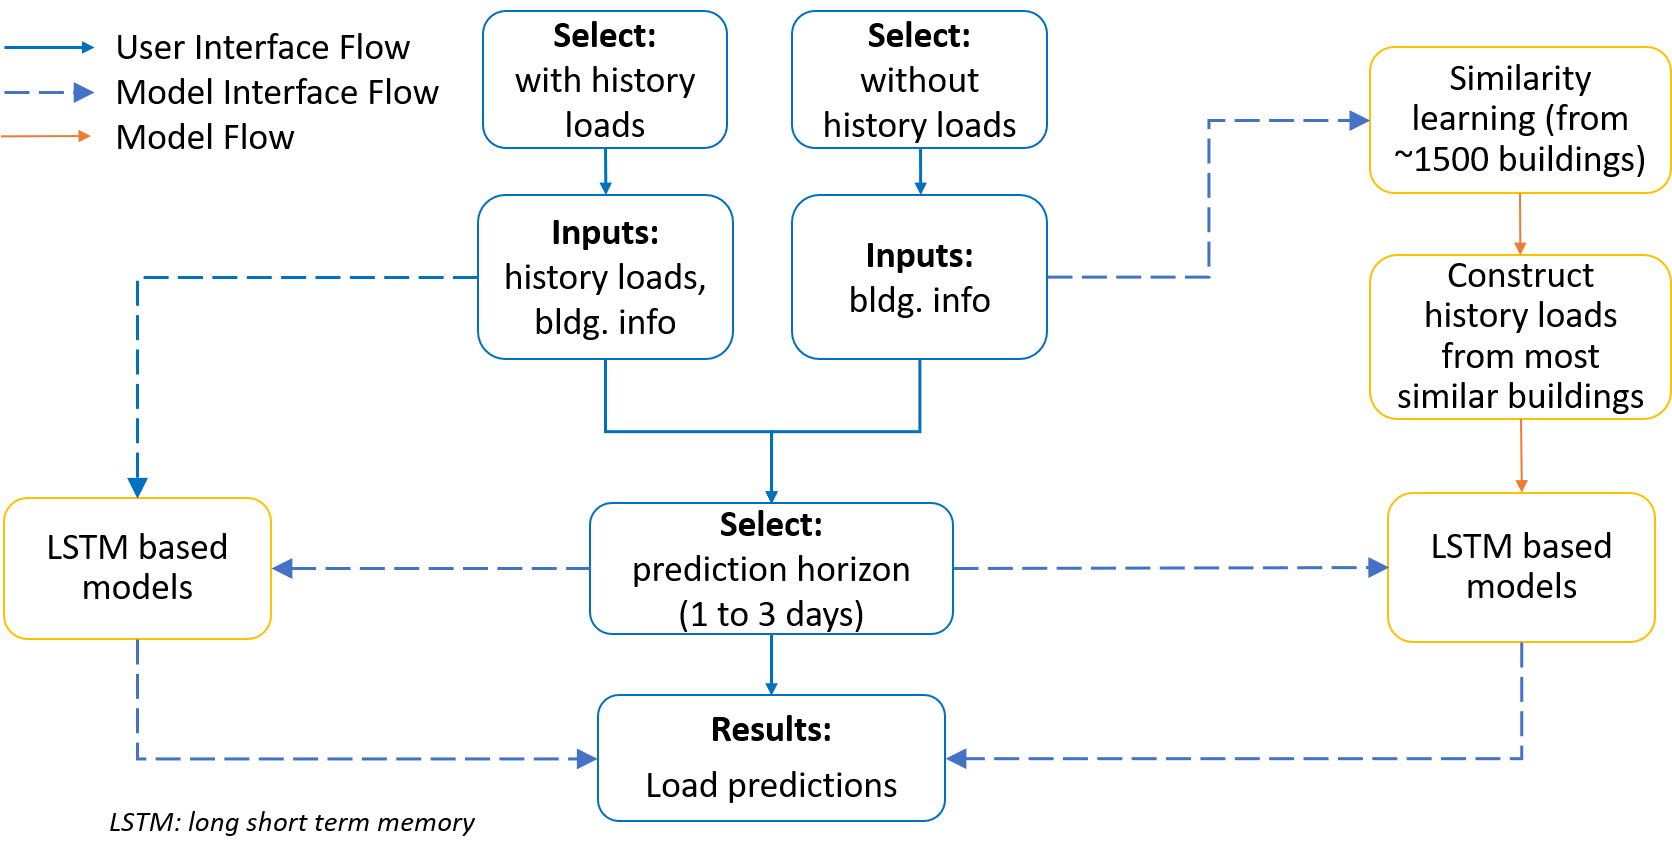 User Interface Flow
Model Interface Flow
Model Flow
Select:
with history
loads
Select:
without
history loads
Similarity
learning (from
~1500 buildings)
Inputs:
history loads,
bldg. info
Inputs:
bldg. info
Construct
history loads
from most
similar buildings
LSTM based
models
Select:
prediction horizon
(1 to 3 days)
LSTM based
models
Results:
Load predictions
LSTM: long short term memory